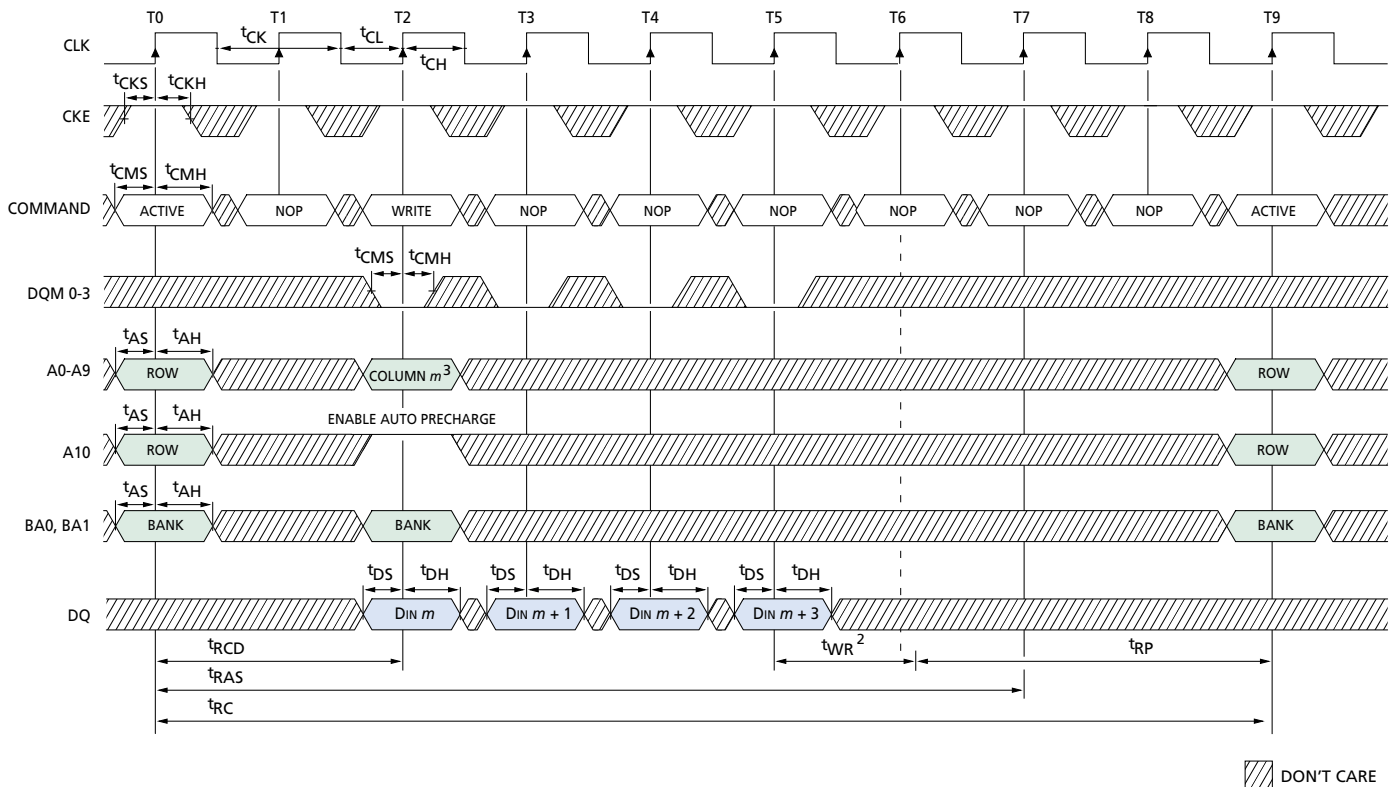 T0 T1 T2 T3 T4 T5 T6 T7 T8 T9
CLK tCK tCL tCH
tCKS tCKH
CKE
tCMS tCMH
COMMAND ACTIVE NOP WRITE NOP NOP NOP NOP NOP NOP ACTIVE
tCMS tCMH
DQM 0-3
tAS tAH
A0-A9 ROW COLUMN m3 ROW
tAS tAH ENABLE AUTO PRECHARGE
A10 ROW ROW
tAS tAH
BA0, BA1 BANK BANK BANK
tDS tDH tDS tDH tDS tDH tDS tDH
DQ DIN m DIN m + 1 DIN m + 2 DIN m + 3
tRCD tWR 2 tRP
tRAS
tRC
DON'T CARE